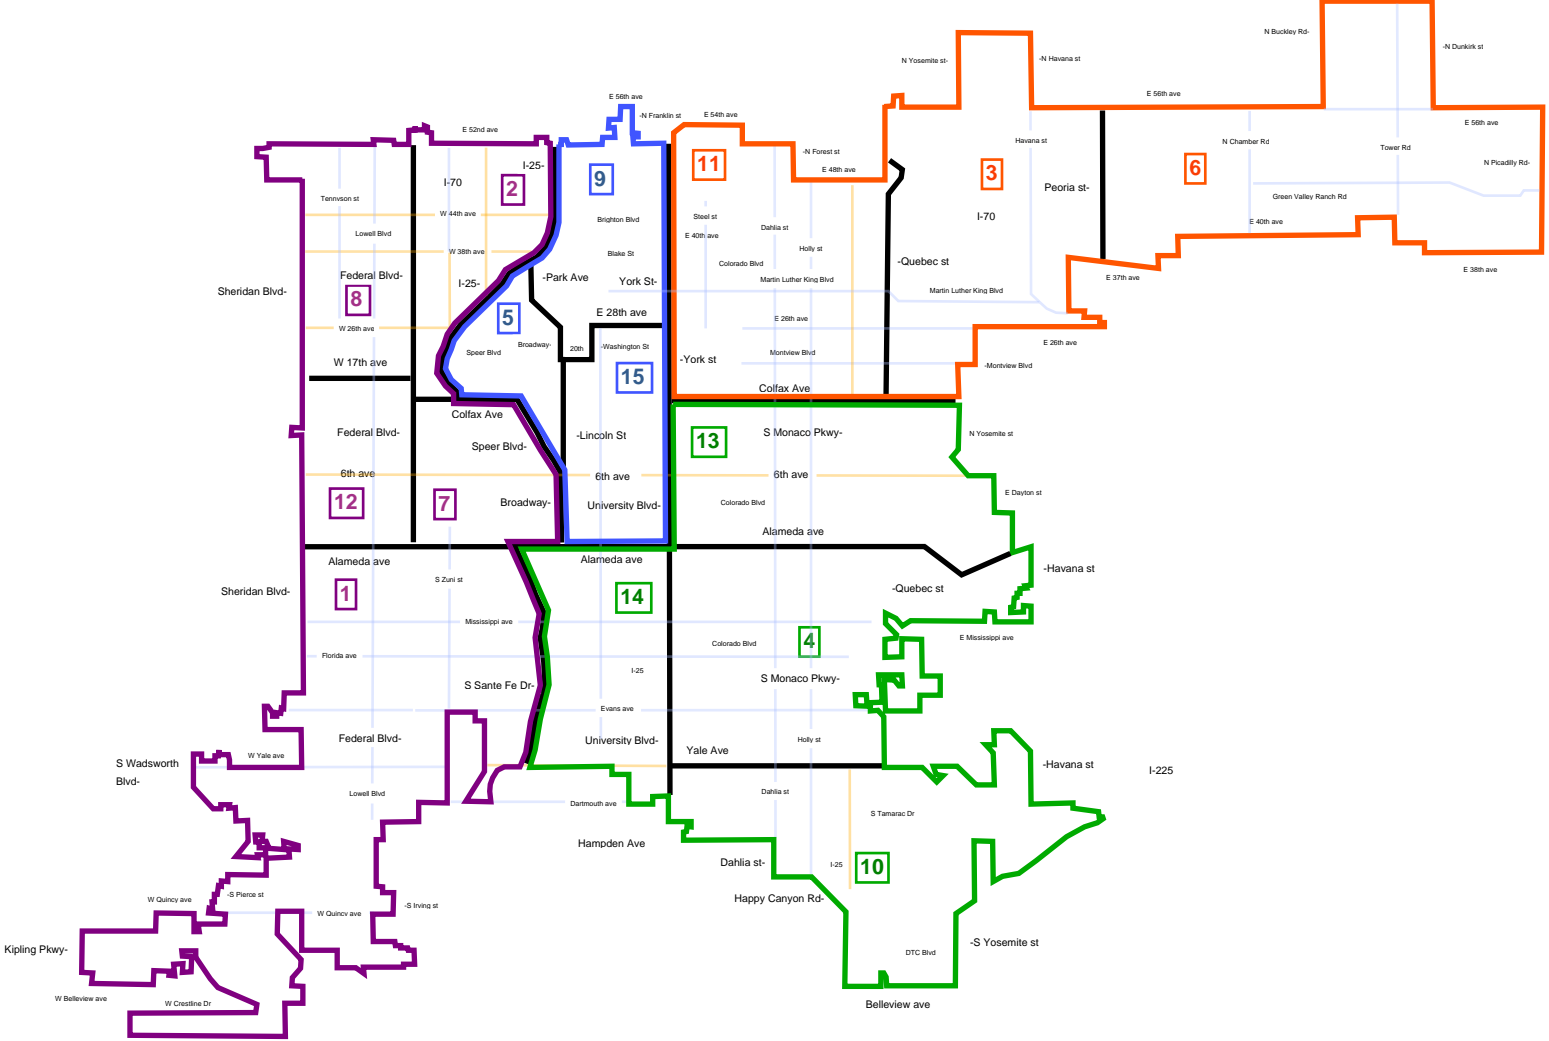 N Buckley Rd-
-N Dunkirk st
N Yosemite st-
-N Havana st
E 56th ave
E 56th ave
-N Franklin st
E 54th ave
E 56th ave
E 52nd ave
-N Forest st
E 48th ave
Havana st
N Chamber Rd
Tower Rd
N Picadilly Rd-
I-25-
I-70
2
9
11
3
6
Peoria st-
Green Valley Ranch Rd
Tennyson st
W 44th ave
Brighton Blvd
Steel st
I-70
E 40th ave
Lowell Blvd
Dahlia st
E 40th ave
W 38th ave
Blake St
Holly st
Colorado Blvd
-Quebec st
E 38th ave
Federal Blvd-
I-25-
-Park Ave
York St-
Martin Luther King Blvd
E 37th ave
Sheridan Blvd-
8
Martin Luther King Blvd
5
E 28th ave
E 26th ave
W 26th ave
Speer Blvd
Broadway-
20th
-Washington St
Montview Blvd
E 26th ave
W 17th ave
-York st
-Montview Blvd
15
Colfax Ave
Colfax Ave
Federal Blvd-
Speer Blvd-
-Lincoln St
13
S Monaco Pkwy-
N Yosemite st
6th ave
6th ave
6th ave
12
7
Broadway-
University Blvd-
Colorado Blvd
E Dayton st
Alameda ave
Alameda ave
Alameda ave
-Havana st
S Zuni st
Sheridan Blvd-
1
14
-Quebec st
Mississippi ave
4
E Mississippi ave
Colorado Blvd
Florida ave
I-25
S Sante Fe Dr-
S Monaco Pkwy-
Evans ave
Federal Blvd-
University Blvd-
Holly st
W Yale ave
Yale Ave
S Wadsworth
Blvd-
-Havana st
I-225
Lowell Blvd
Dartmouth ave
Dahlia st
S Tamarac Dr
Hampden Ave
Dahlia st-
I-25
10
W Quincy ave
-S Pierce st
-S Irving st
Happy Canyon Rd-
W Quincy ave
Kipling Pkwy-
DTC Blvd
-S Yosemite st
W Belleview ave
W Crestline Dr
Belleview ave